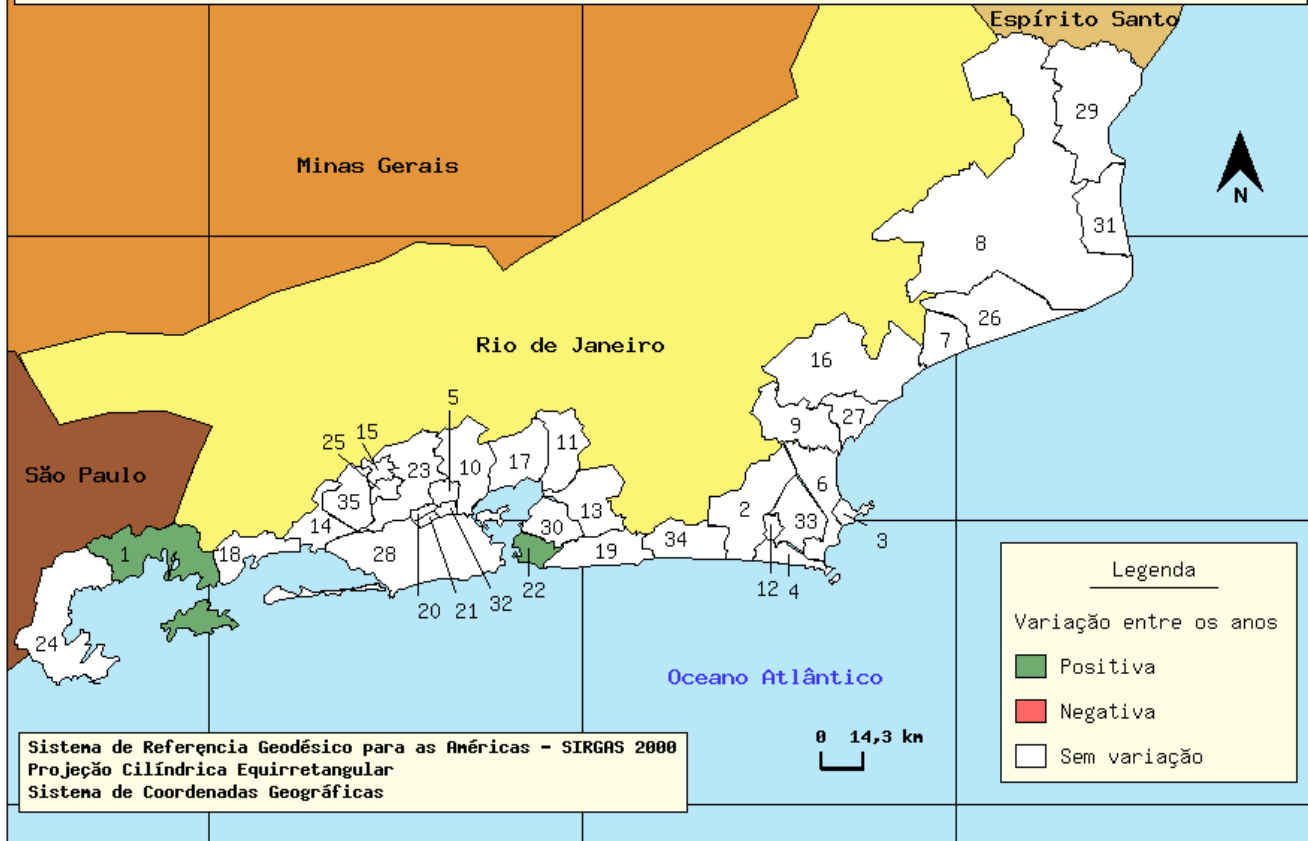 Espírito Santo
29
Minas Gerais
N
31
8
26
7
Rio de Janeiro
16
5
27
9
15
25
11
17
23
10
São Paulo
35
6
13
2
14
30
33
1
18
28
19
34
3
22
12
4
20
21
32
24
Legenda
Variação entre os anos
Positiva
Negativa
Sem variação
Oceano Atlântico
0 14,3 km
Sistema de Referęncia Geodésico para as Américas - SIRGAS 2000
Projeção Cilíndrica Equirretangular
Sistema de Coordenadas Geográficas